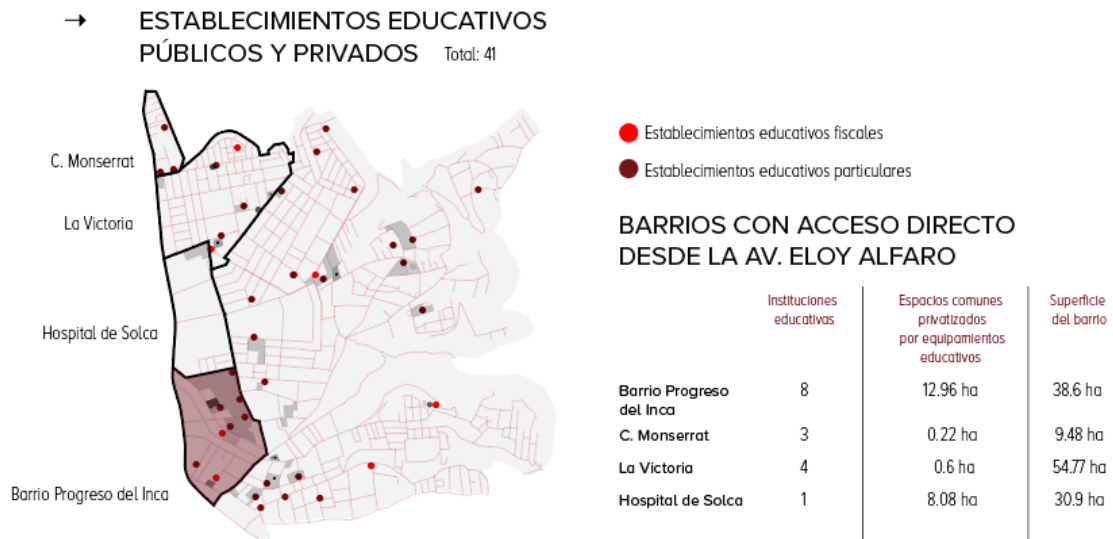 → ESTABLECIMIENTOS EDUCATIVOS
PÚBLICOS Y PRIVADOS Total: 41
C. Monserrat
La Victoria
Hospital de Solca
Barrio Progreso del Inca
Establecimientos educativos fiscales
Establecimientos educativos particulares
BARRIOS CON ACCESO DIRECTO
DESDE LA AV. ELOY ALFARO
Instituciones
educativas
Espacios comunes
privatizados
por equipamientos
educativos
Superficie
del barrio
Barrio Progreso
del Inca
8 12.96 ha 38.6 ha
C. Monserrat 3 0.22 ha 9.48 ha
La Victoria 4 0.6 ha 54.77 ha
Hospital de Solca 1 8.08 ha 30.9 ha